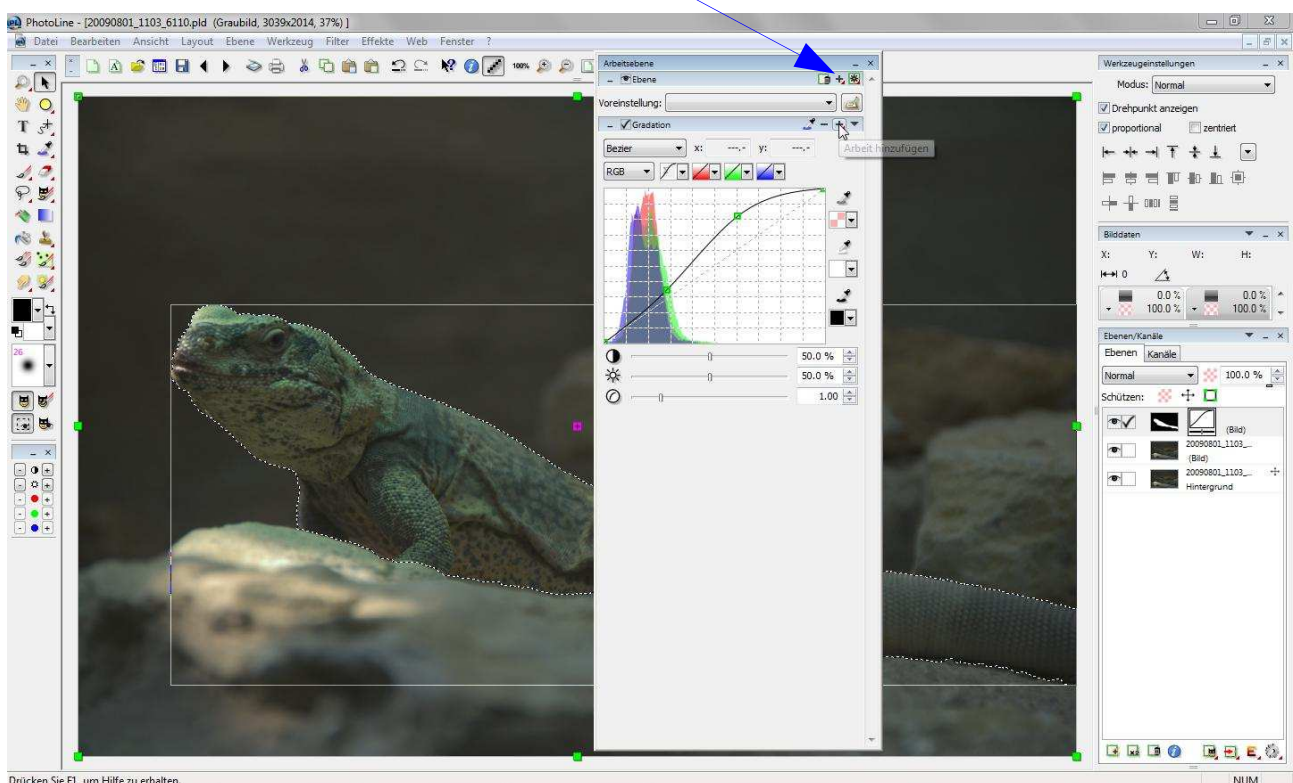 PhotoLine - [20090801_1103_6110.pld (Graubild, 3039x2014, 37%) ]
Datei Bearbeiten Ansicht Layout Ebene Werkzeug Filter Effekte Web Fenster ?
100%
Arbeitsebene
Ebene
Voreinstellung:
Gradation
Bezier x: ---,- y: ---,-
Arbeit hinzufügen
RGB
50.0 %
50.0 %
1.00
26
Werkzeugeinstellungen
Modus: Normal
Drehpunkt anzeigen
proportional zentriert
Bilddaten
X: Y: W: H:
0
0.0 % 0.0 %
100.0 % 100.0 %
Ebenen/Kanäle
Ebenen Kanäle
Normal 100.0 %
Schützen:
(Bild)
20090801_1103_...
(Bild)
20090801_1103_...
Hintergrund
Drücken Sie F1, um Hilfe zu erhalten.
NUM